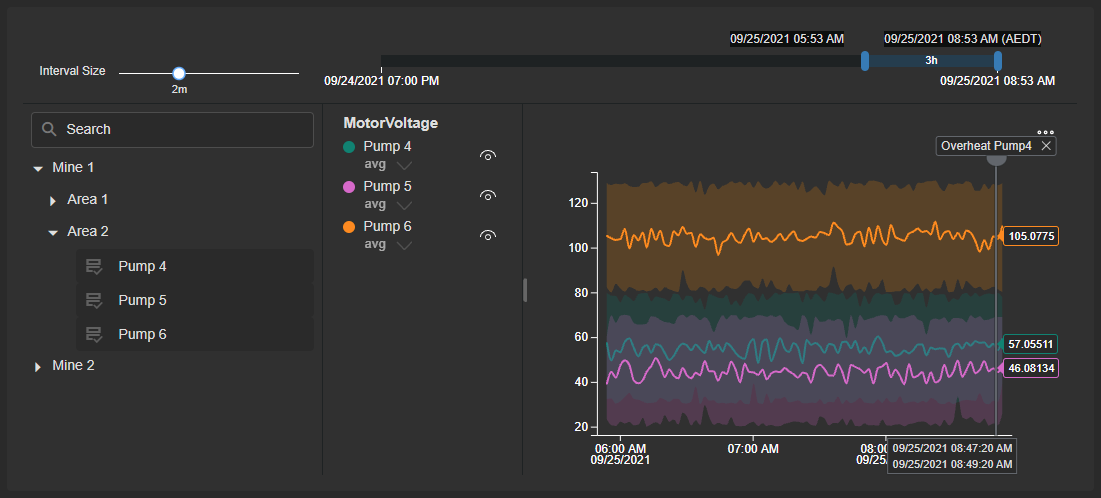 09/25/2021 05:53 AM
09/25/2021 08:53 AM (AEDT)
Interval Size
2m
3h
09/24/2021 07:00 PM
09/25/2021 08:53 AM
Search
Mine 1
Area 1
Area 2
Pump 4
Pump 5
Pump 6
Mine 2
MotorVoltage
Pump 4
avg
Pump 5
avg
Pump 6
avg
Overheat Pump4
120
100
80
60
40
20
105.0775
57.05511
46.08134
06:00 AM
09/25/2021
07:00 AM
08:00
09/25
09/25/2021 08:47:20 AM
09/25/2021 08:49:20 AM